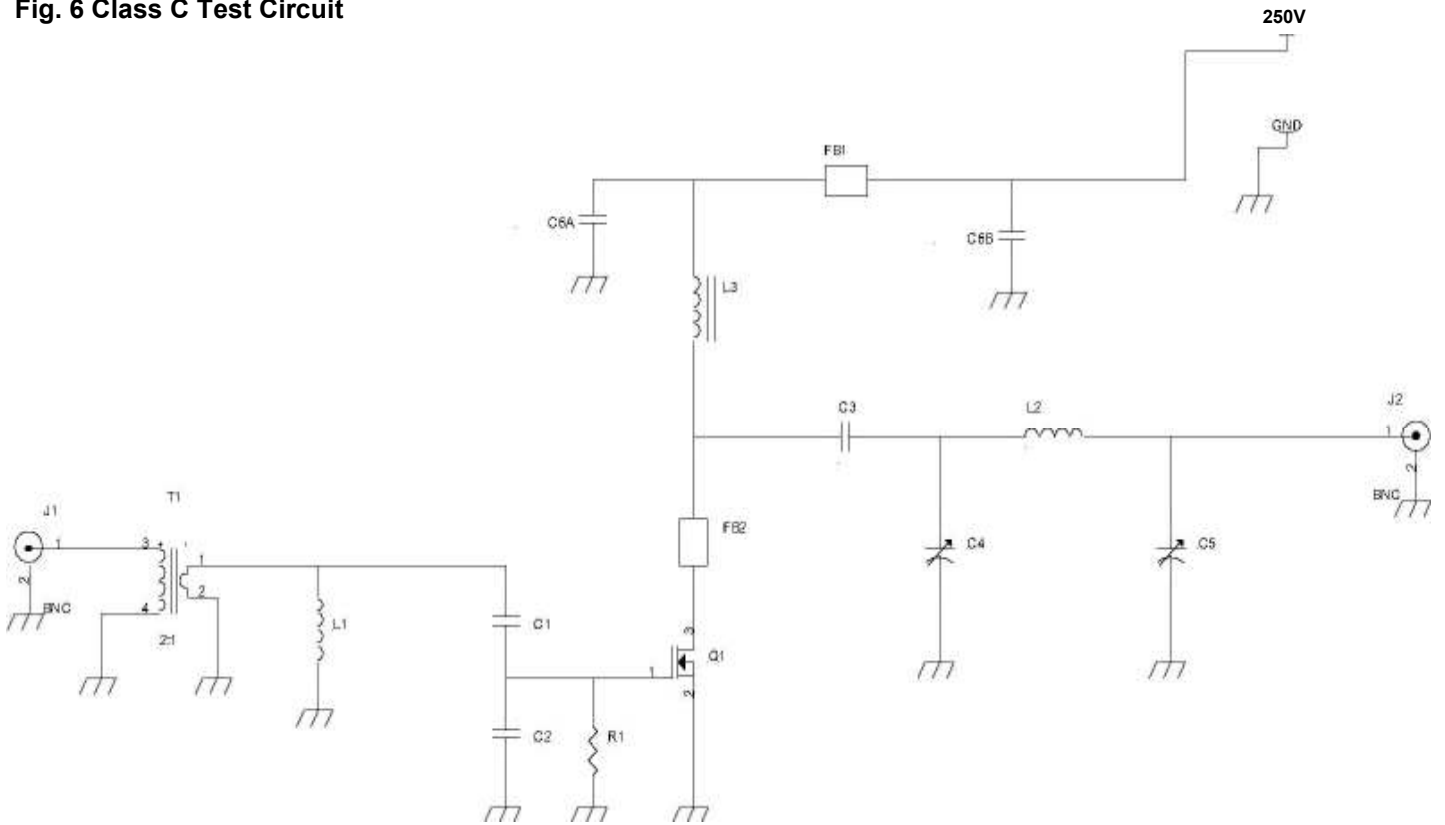 Fig. 6 Class C Test Circuit
250V
GND
FB1
C6A
C6B
L3
C3
L2
J2
1
2
BNC
T1
J1
1
3
1
2
BNC
4
2
2:1
L1
FB2
C4
C5
C1
3
Q1
1
2
C2
R1